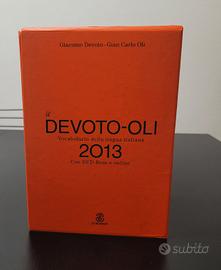 Giacomo Devoto - Gian Carlo Oli
il
DEVOTO-OLI
Vocabolario della lingua italiana
2013
Con DVD-Rom e online
subito